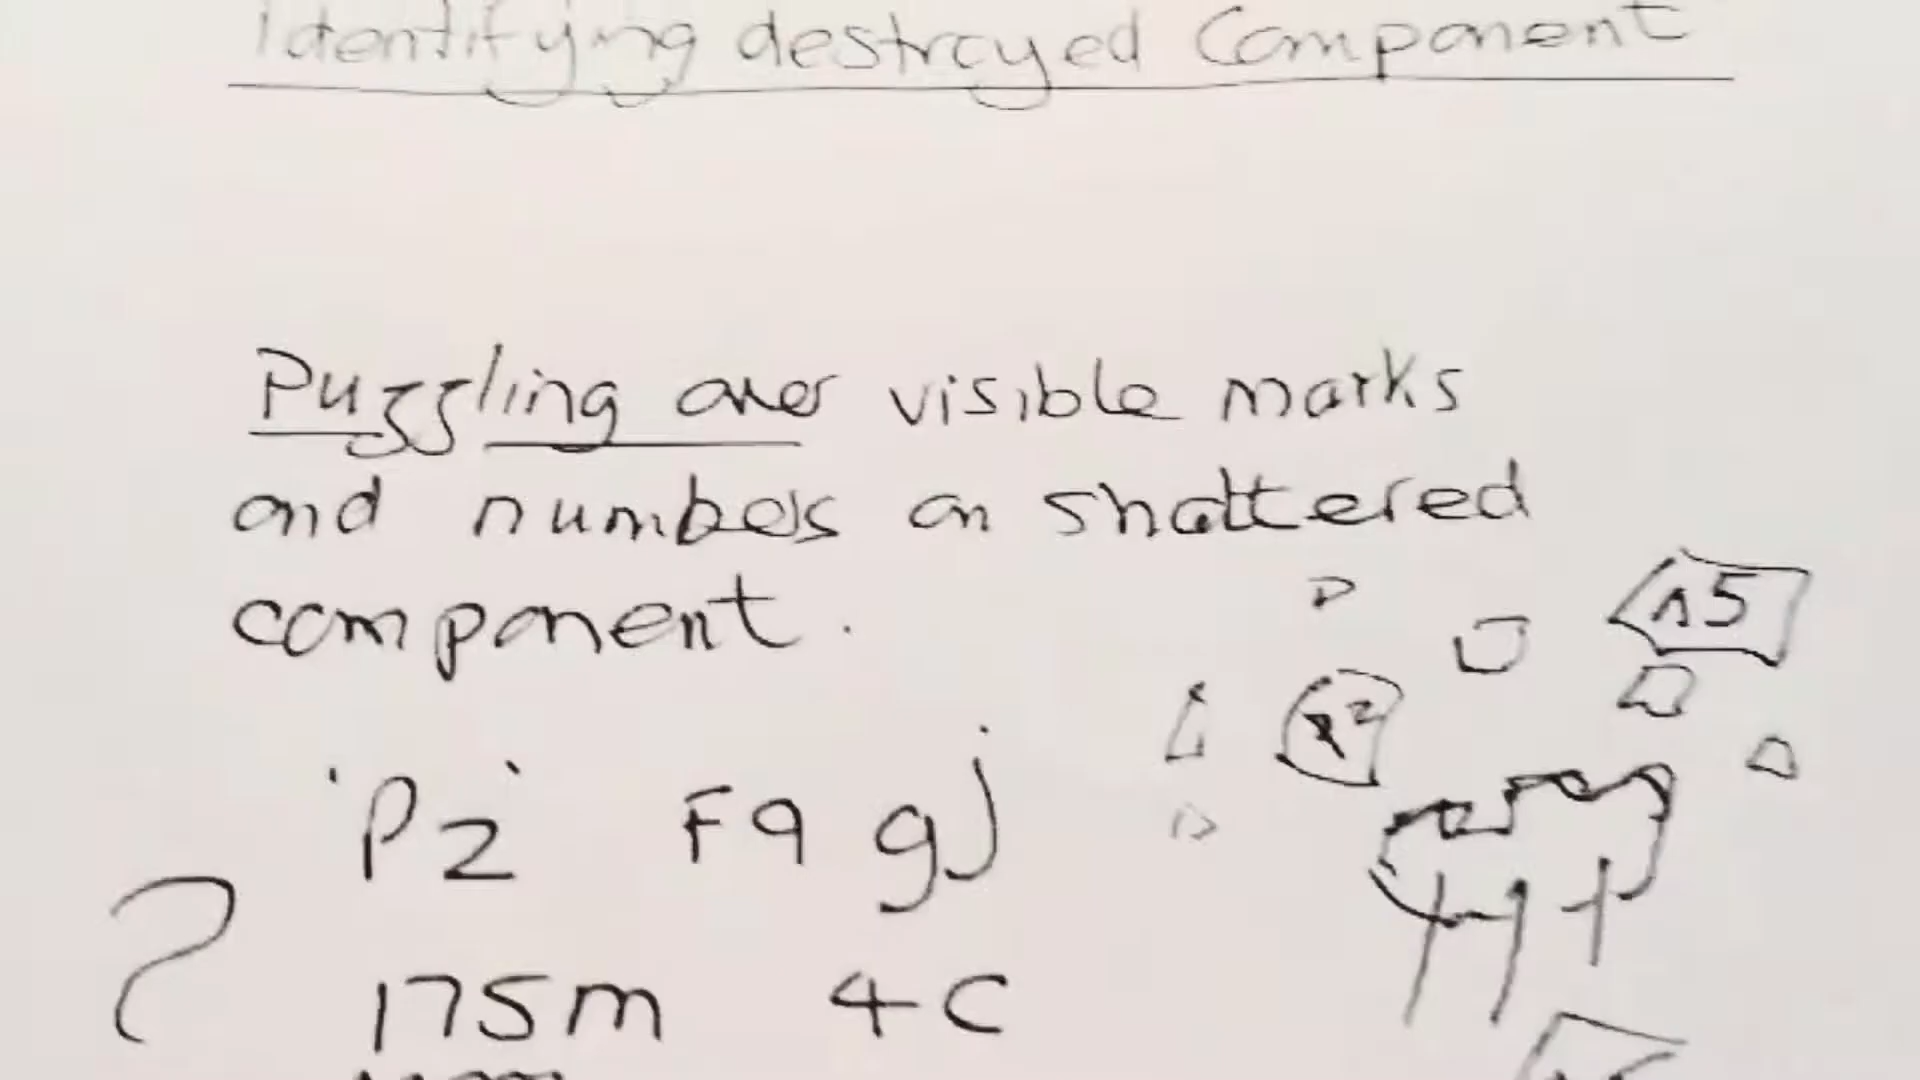 Identifying destroyed Component
Puzzling over visible marks
and numbers on shattered
component.
'P2' F9 gj
175m 4C
15